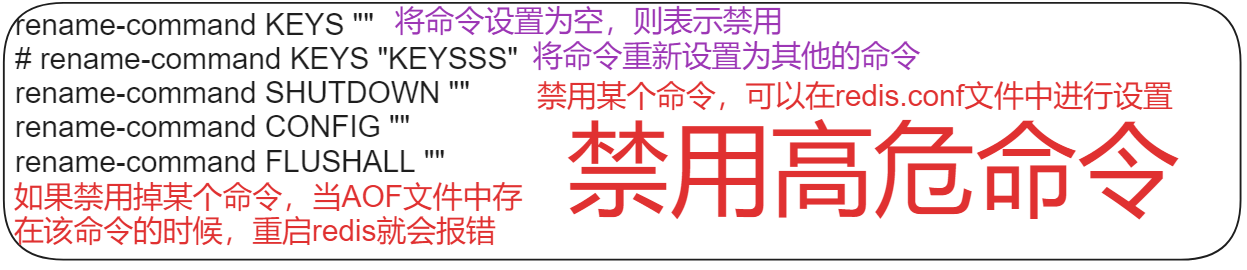 rename-command KEYS "" 将命令设置为空，则表示禁用
# rename-command KEYS "KEYSSS" 将命令重新设置为其他的命令
rename-command SHUTDOWN "" 禁用某个命令，可以在redis.conf文件中进行设置
rename-command CONFIG ""
rename-command FLUSHALL ""
禁用高危命令
如果禁用掉某个命令，当AOF文件中存
在该命令的时候，重启redis就会报错